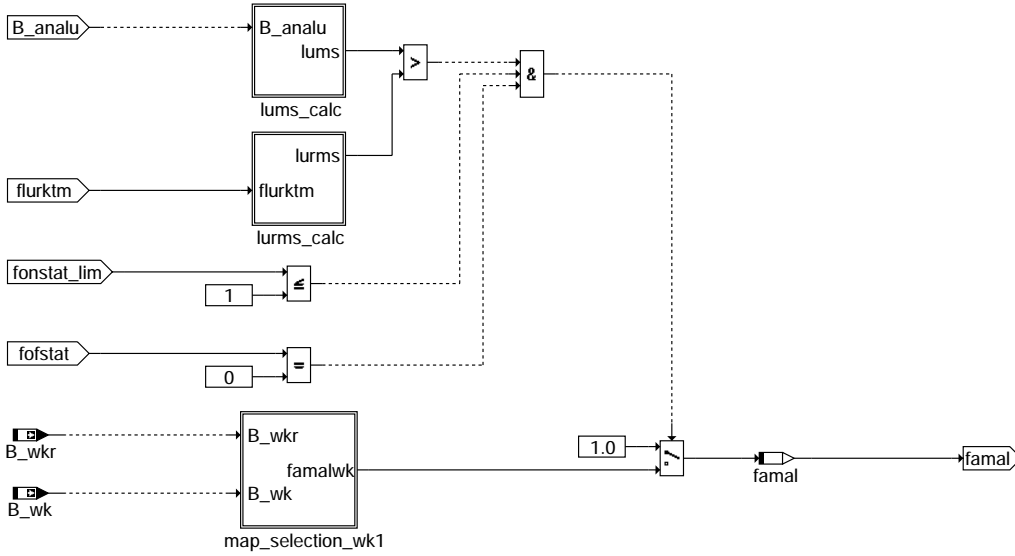 B_analu
B_analu
lums
lums_calc
>
&
flurktm
lurms
flurktm
lurms_calc
fonstat_lim
1
≤
fofstat
0
=
B_wkr
B_wk
B_wkr
famalwk
B_wk
map_selection_wk1
1.0
famal
famal